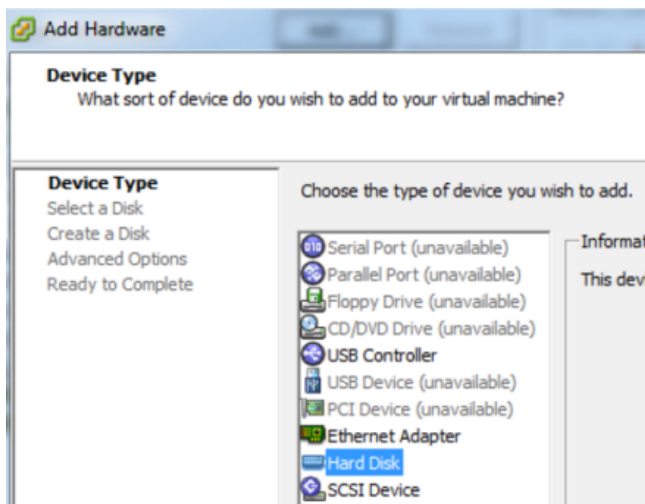 Add Hardware
Device Type
What sort of device do you wish to add to your virtual machine?
Device Type
Select a Disk
Create a Disk
Advanced Options
Ready to Complete
Choose the type of device you wish to add.
Serial Port (unavailable)
Parallel Port (unavailable)
Floppy Drive (unavailable)
CD/DVD Drive (unavailable)
USB Controller
USB Device (unavailable)
PCI Device (unavailable)
Ethernet Adapter
Hard Disk
SCSI Device
Informat
This devi